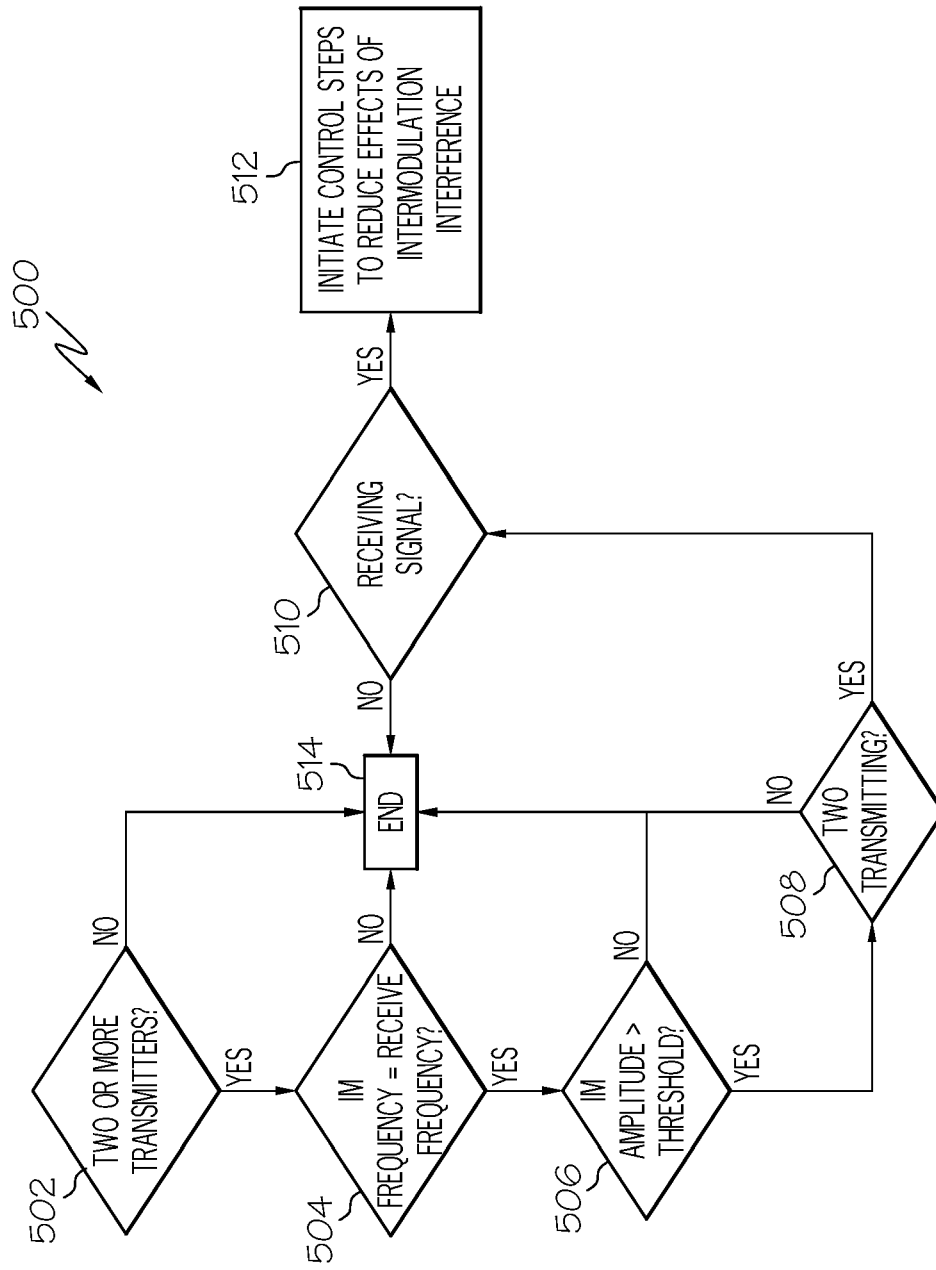 500
502
TWO OR MORE
TRANSMITTERS?
NO
YES
504
IM
FREQUENCY = RECEIVE
FREQUENCY?
NO
YES
506
IM
AMPLITUDE >
THRESHOLD?
NO
YES
508
TWO
TRANSMITTING?
NO
YES
510
RECEIVING
SIGNAL?
NO
YES
512
INITIATE CONTROL STEPS
TO REDUCE EFFECTS OF
INTERMODULATION
INTERFERENCE
514
END